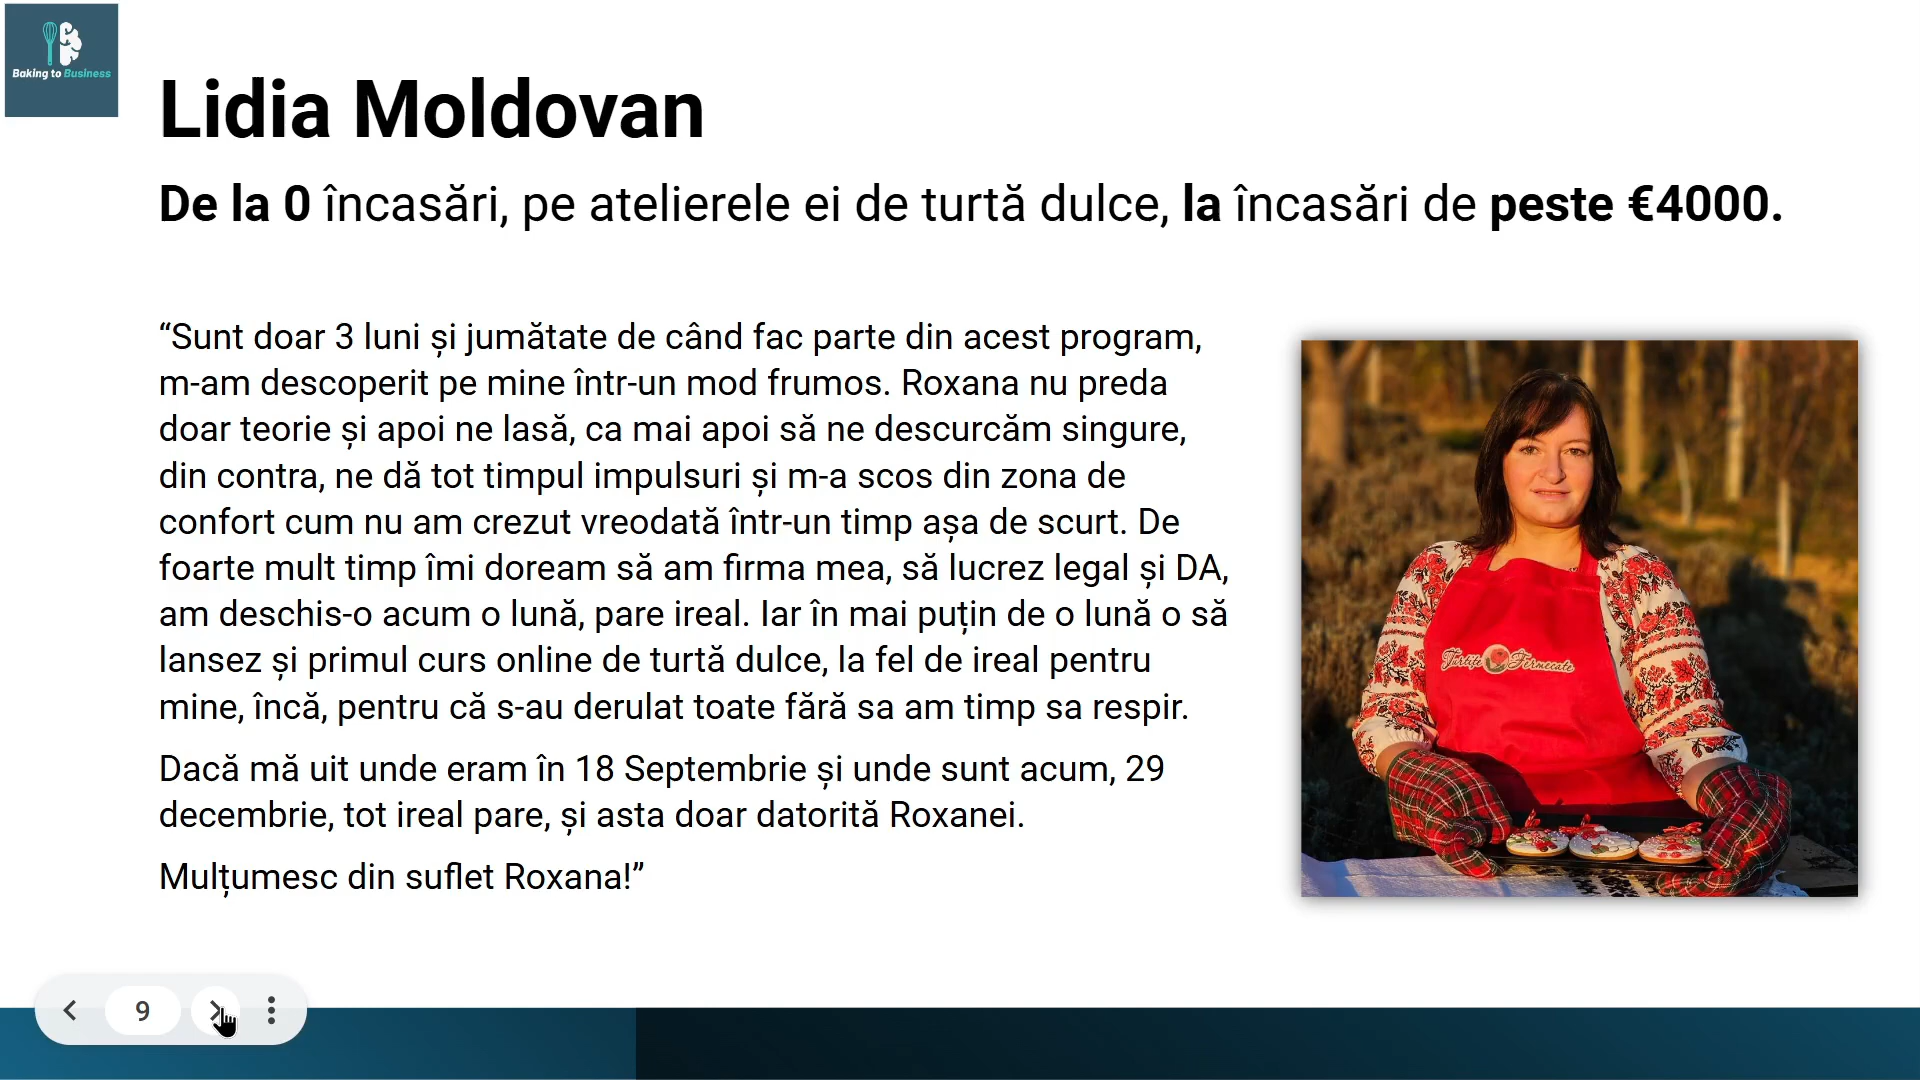 Baking to Business
Lidia Moldovan
De la 0 încasări, pe atelierele ei de turtă dulce, la încasări de peste €4000.
“Sunt doar 3 luni și jumătate de când fac parte din acest program,
m-am descoperit pe mine într-un mod frumos. Roxana nu preda
doar teorie și apoi ne lasă, ca mai apoi să ne descurcăm singure,
din contra, ne dă tot timpul impulsuri și m-a scos din zona de
confort cum nu am crezut vreodată într-un timp așa de scurt. De
foarte mult timp îmi doream să am firma mea, să lucrez legal și DA,
am deschis-o acum o lună, pare ireal. Iar în mai puțin de o lună o să
lansez și primul curs online de turtă dulce, la fel de ireal pentru
mine, încă, pentru că s-au derulat toate fără sa am timp sa respir.
Dacă mă uit unde eram în 18 Septembrie și unde sunt acum, 29
decembrie, tot ireal pare, și asta doar datorită Roxanei.
Mulțumesc din suflet Roxana!”
Turtițe Fermecate
9